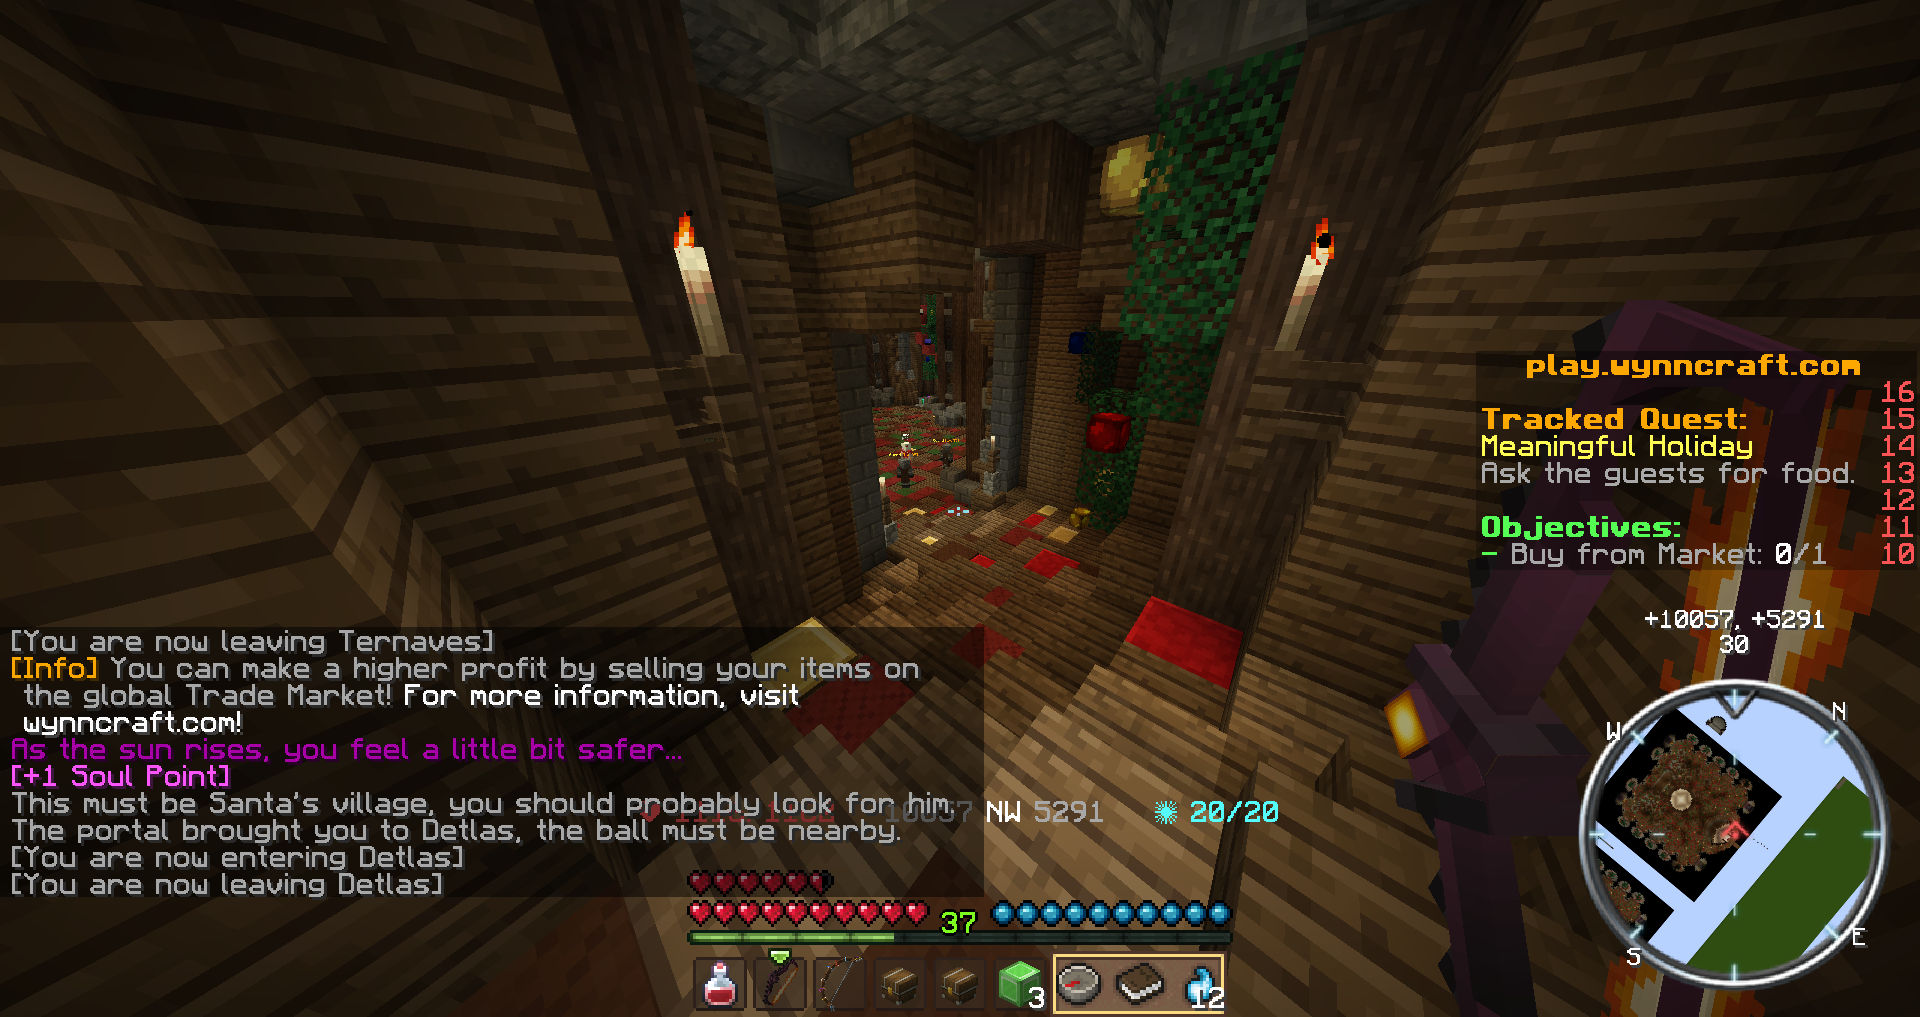 play.wynncraft.com
16
Tracked Quest: 15
Meaningful Holiday 14
Ask the guests for food. 13
12
Objectives: 11
- Buy from Market: 0/1 10
+10057, +5291
30
N
W
S
E
[You are now leaving Ternaves]
[Info] You can make a higher profit by selling your items on
the global Trade Market! For more information, visit
wynncraft.com!
As the sun rises, you feel a little bit safer...
[+1 Soul Point]
This must be Santa's village, you should probably look for him.
The portal brought you to Detlas, the ball must be nearby.
[You are now entering Detlas]
[You are now leaving Detlas]
10057 NW 5291 20/20
37
3
12